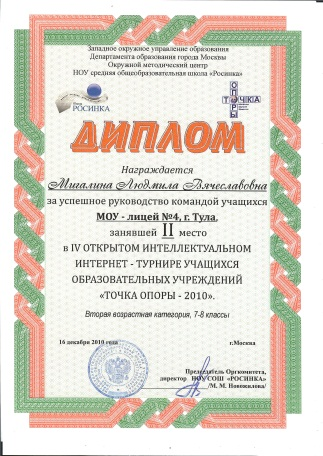 Западное окружное управление образования
Департамента образования города Москвы
Окружной методический центр
НОУ средняя общеобразовательная школа «Росинка»
РОСИНКА
ОПОРЫ
ТОЧКА
ДИПЛОМ
Награждается
Мигалина Людмила Вячеславовна
за успешное руководство командой учащихся
МОУ - лицей №4, г. Тула,
занявшей II место
в IV ОТКРЫТОМ ИНТЕЛЛЕКТУАЛЬНОМ
ИНТЕРНЕТ - ТУРНИРЕ УЧАЩИХСЯ
ОБРАЗОВАТЕЛЬНЫХ УЧРЕЖДЕНИЙ
«ТОЧКА ОПОРЫ - 2010».
Вторая возрастная категория, 7-8 классы
16 декабря 2010 года г.Москва
Председатель Оргкомитета,
директор НОУ СОШ «РОСИНКА»
/М. М. Новожилова/